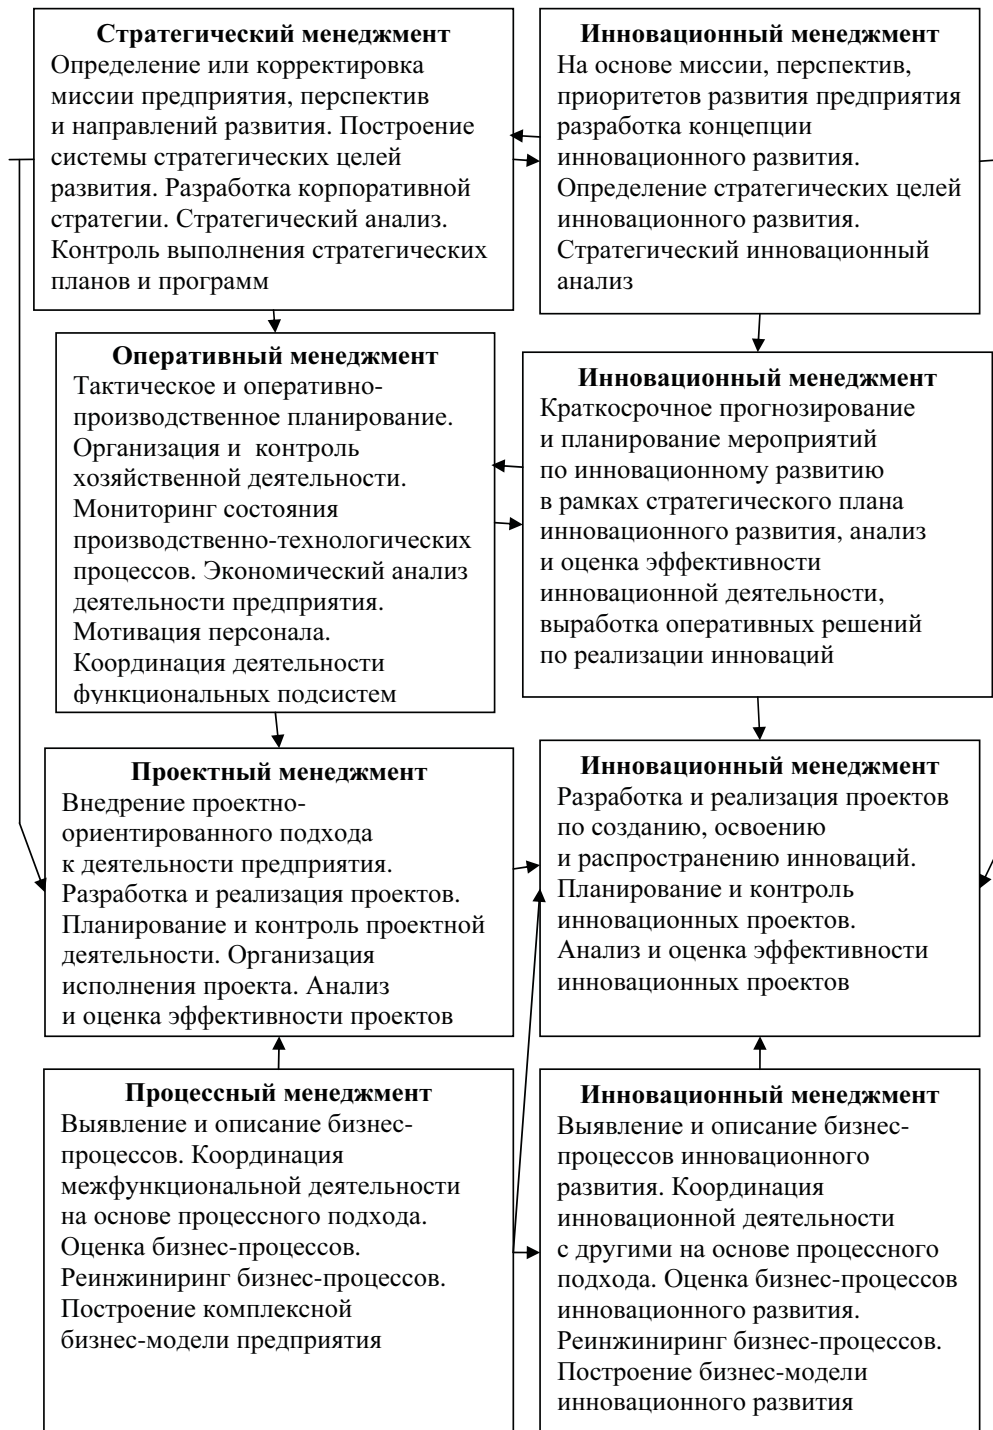 Стратегический менеджмент
Определение или корректировка
миссии предприятия, перспектив
и направлений развития. Построение
системы стратегических целей
развития. Разработка корпоративной
стратегии. Стратегический анализ.
Контроль выполнения стратегических
планов и программ
Инновационный менеджмент
На основе миссии, перспектив,
приоритетов развития предприятия
разработка концепции
инновационного развития.
Определение стратегических целей
инновационного развития.
Стратегический инновационный
анализ
Оперативный менеджмент
Тактическое и оперативно-
производственное планирование.
Организация и контроль
хозяйственной деятельности.
Мониторинг состояния
производственно-технологических
процессов. Экономический анализ
деятельности предприятия.
Мотивация персонала.
Координация деятельности
функциональных подсистем
Инновационный менеджмент
Краткосрочное прогнозирование
и планирование мероприятий
по инновационному развитию
в рамках стратегического плана
инновационного развития, анализ
и оценка эффективности
инновационной деятельности,
выработка оперативных решений
по реализации инноваций
Проектный менеджмент
Внедрение проектно-
ориентированного подхода
к деятельности предприятия.
Разработка и реализация проектов.
Планирование и контроль проектной
деятельности. Организация
исполнения проекта. Анализ
и оценка эффективности проектов
Инновационный менеджмент
Разработка и реализация проектов
по созданию, освоению
и распространению инноваций.
Планирование и контроль
инновационных проектов.
Анализ и оценка эффективности
инновационных проектов
Процессный менеджмент
Выявление и описание бизнес-
процессов. Координация
межфункциональной деятельности
на основе процессного подхода.
Оценка бизнес-процессов.
Реинжиниринг бизнес-процессов.
Построение комплексной
бизнес-модели предприятия
Инновационный менеджмент
Выявление и описание бизнес-
процессов инновационного
развития. Координация
инновационной деятельности
с другими на основе процессного
подхода. Оценка бизнес-процессов
инновационного развития.
Реинжиниринг бизнес-процессов.
Построение бизнес-модели
инновационного развития